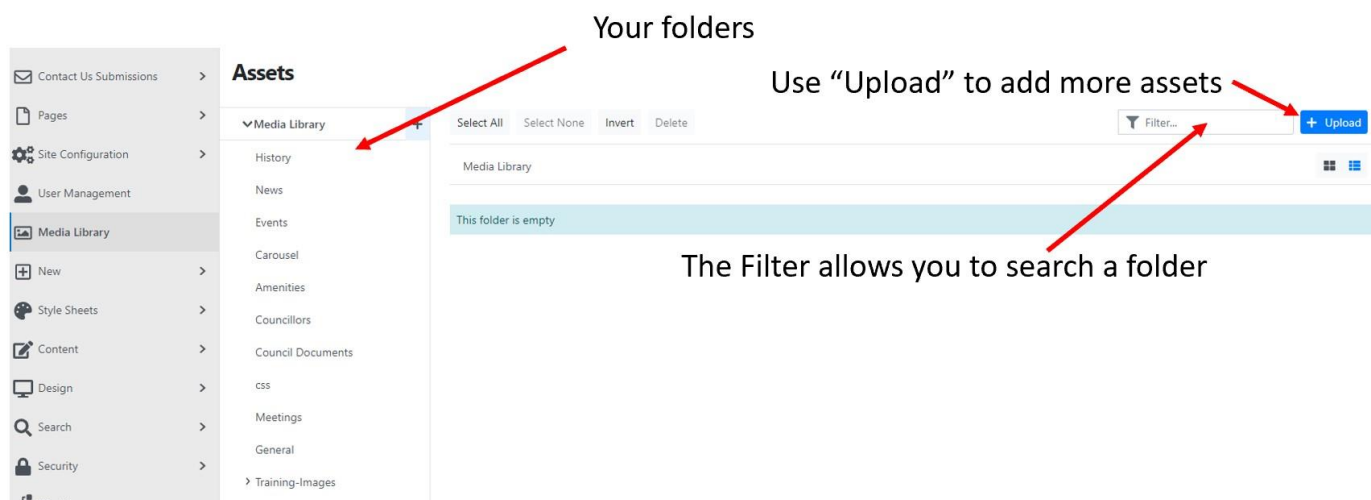 Your folders
Use “Upload” to add more assets
The Filter allows you to search a folder
Contact Us Submissions
Pages
Site Configuration
User Management
Media Library
New
Style Sheets
Content
Design
Search
Security
Assets
Media Library
History
News
Events
Carousel
Amenities
Councillors
Council Documents
css
Meetings
General
Training-Images
Select All Select None Invert Delete
Filter... + Upload
Media Library
This folder is empty